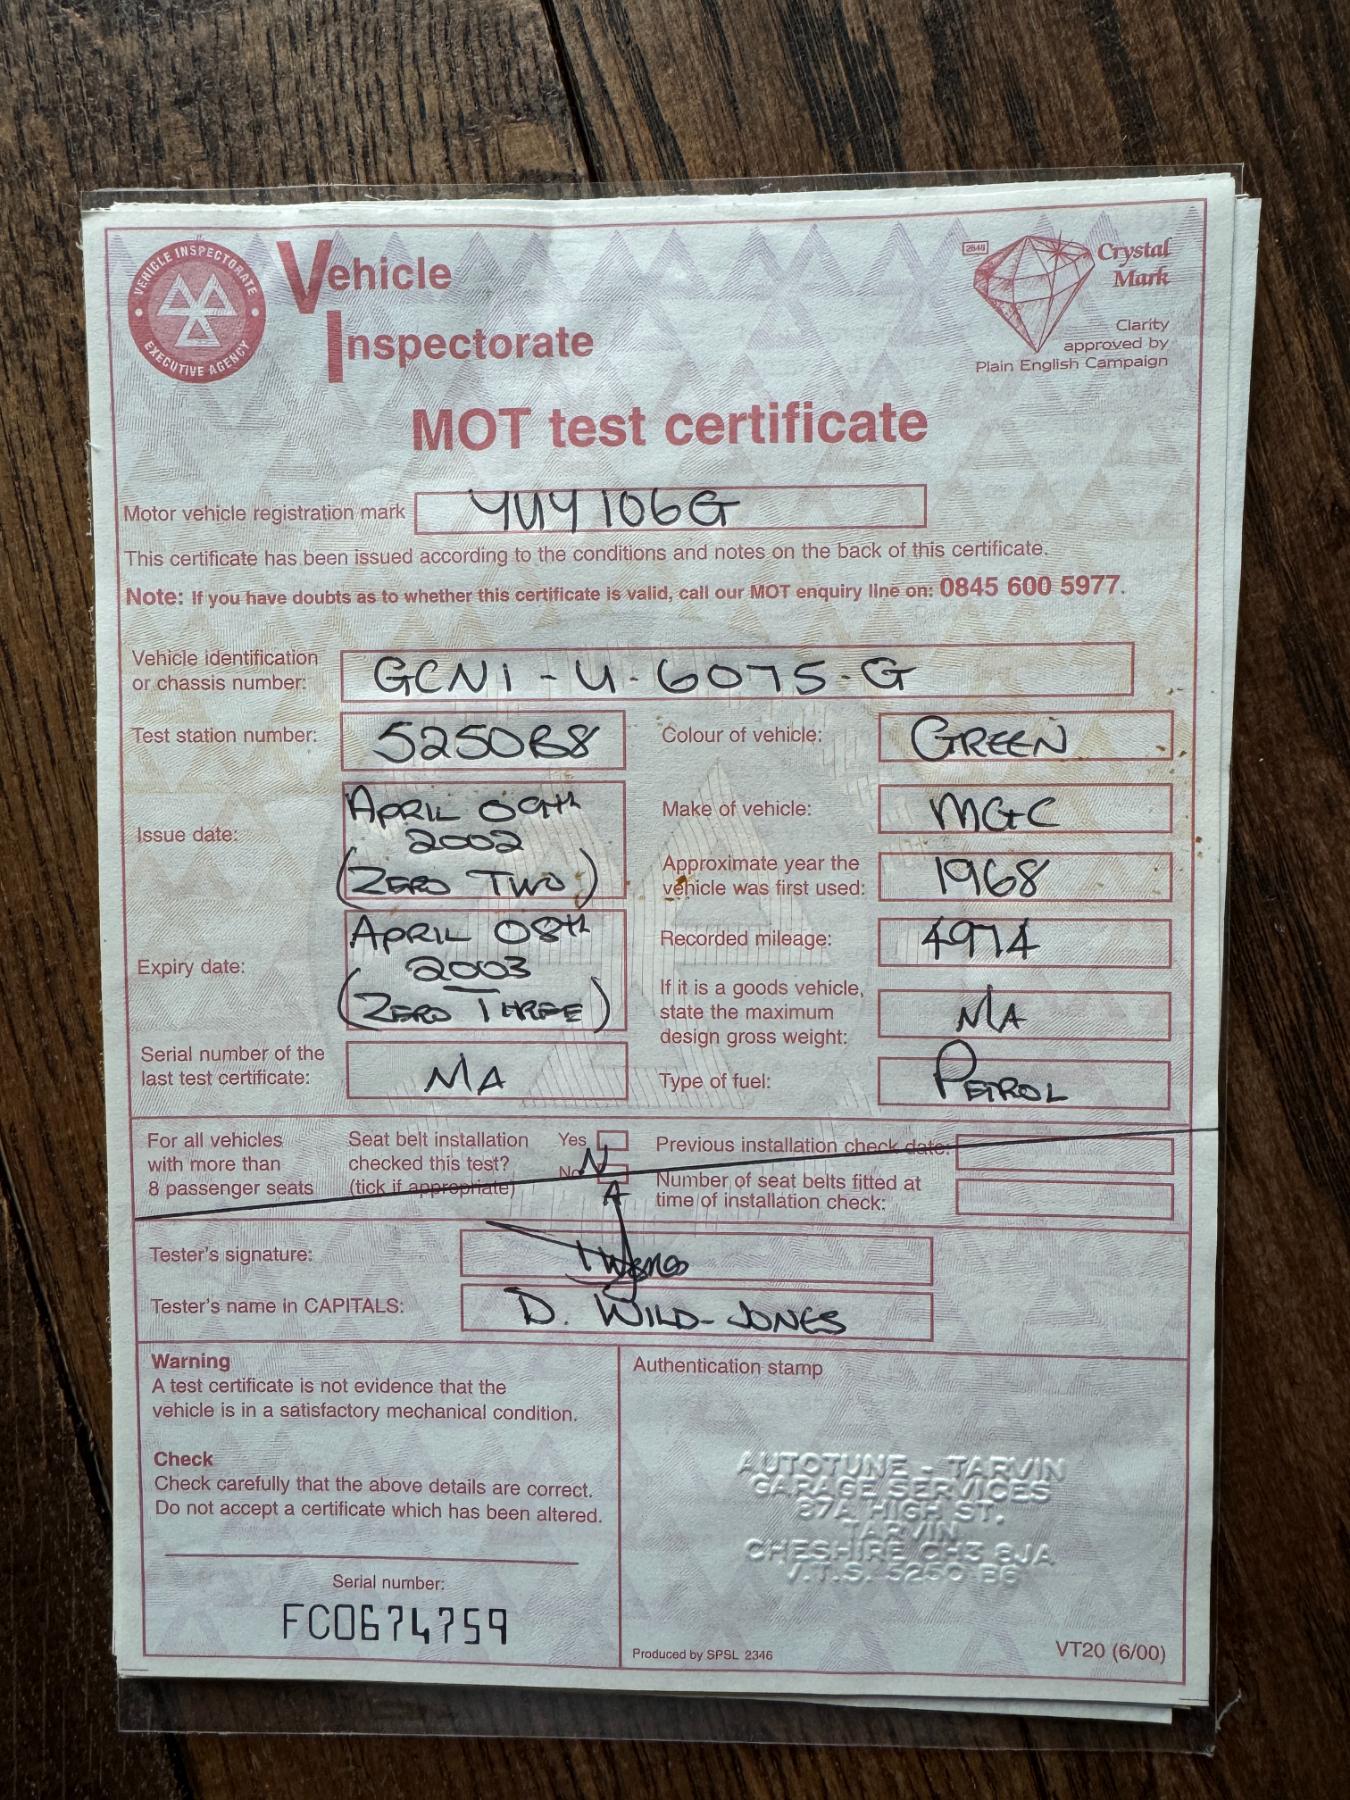 VEHICLE INSPECTORATE
EXECUTIVE AGENCY
Vehicle
Inspectorate
2848
Crystal
Mark
Clarity
approved by
Plain English Campaign
MOT test certificate
Motor vehicle registration mark YUY 106G
This certificate has been issued according to the conditions and notes on the back of this certificate.
Note: If you have doubts as to whether this certificate is valid, call our MOT enquiry line on: 0845 600 5977.
Vehicle identification
or chassis number: GCN1 - U - 6075 - G
Test station number: 5250B8
Colour of vehicle: GREEN
Issue date: APRIL 09th
2002
(ZERO TWO)
Make of vehicle: MGC
Approximate year the
vehicle was first used: 1968
Expiry date: APRIL 08th
2003
(ZERO THREE)
Recorded mileage: 4974
If it is a goods vehicle,
state the maximum
design gross weight: N/A
Serial number of the
last test certificate: N/A
Type of fuel: PETROL
For all vehicles
with more than
8 passenger seats
Seat belt installation
checked this test?
(tick if appropriate)
Yes
No
N
A
Previous installation check date:
Number of seat belts fitted at
time of installation check:
Tester's signature:
Tester's name in CAPITALS: D. WILD-JONES
Warning
A test certificate is not evidence that the
vehicle is in a satisfactory mechanical condition.
Check
Check carefully that the above details are correct.
Do not accept a certificate which has been altered.
Serial number:
FC0674759
Authentication stamp
AUTOTUNE - TARVIN
GARAGE SERVICES
87A HIGH ST.
TARVIN
CHESHIRE CH3 8JA
V.T.S. 5250 B6
Produced by SPSL 2346
VT20 (6/00)